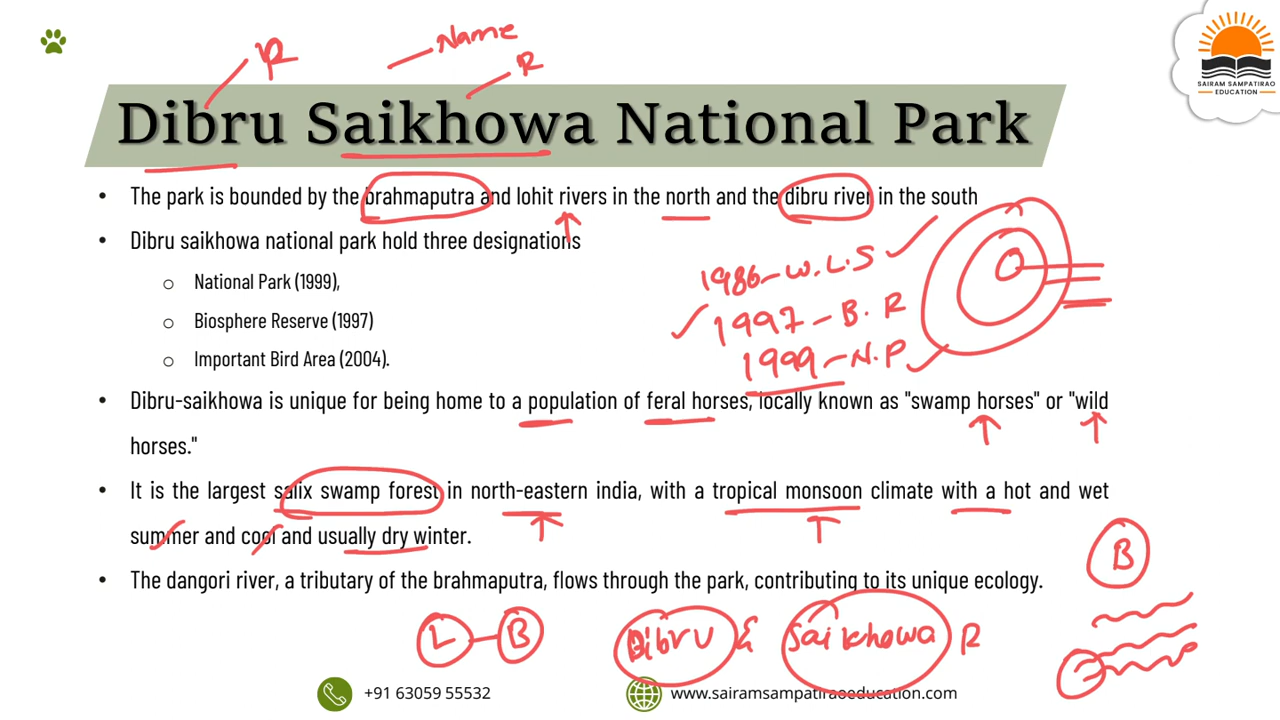 Name
R
R
SAIRAM SAMPATIRAO
EDUCATION
Dibru Saikhowa National Park
• The park is bounded by the brahmaputra and lohit rivers in the north and the dibru river in the south
• Dibru saikhowa national park hold three designations
1986-W.L.S
o National Park (1999),
1997-B.R
o Biosphere Reserve (1997)
1999-N.P
o Important Bird Area (2004).
• Dibru-saikhowa is unique for being home to a population of feral horses, locally known as "swamp horses" or "wild
horses."
• It is the largest salix swamp forest in north-eastern india, with a tropical monsoon climate with a hot and wet
summer and cool and usually dry winter.
B
• The dangori river, a tributary of the brahmaputra, flows through the park, contributing to its unique ecology.
L-B Dibru & Saikhowa R
+91 63059 55532 www.sairamsampatiraoeducation.com